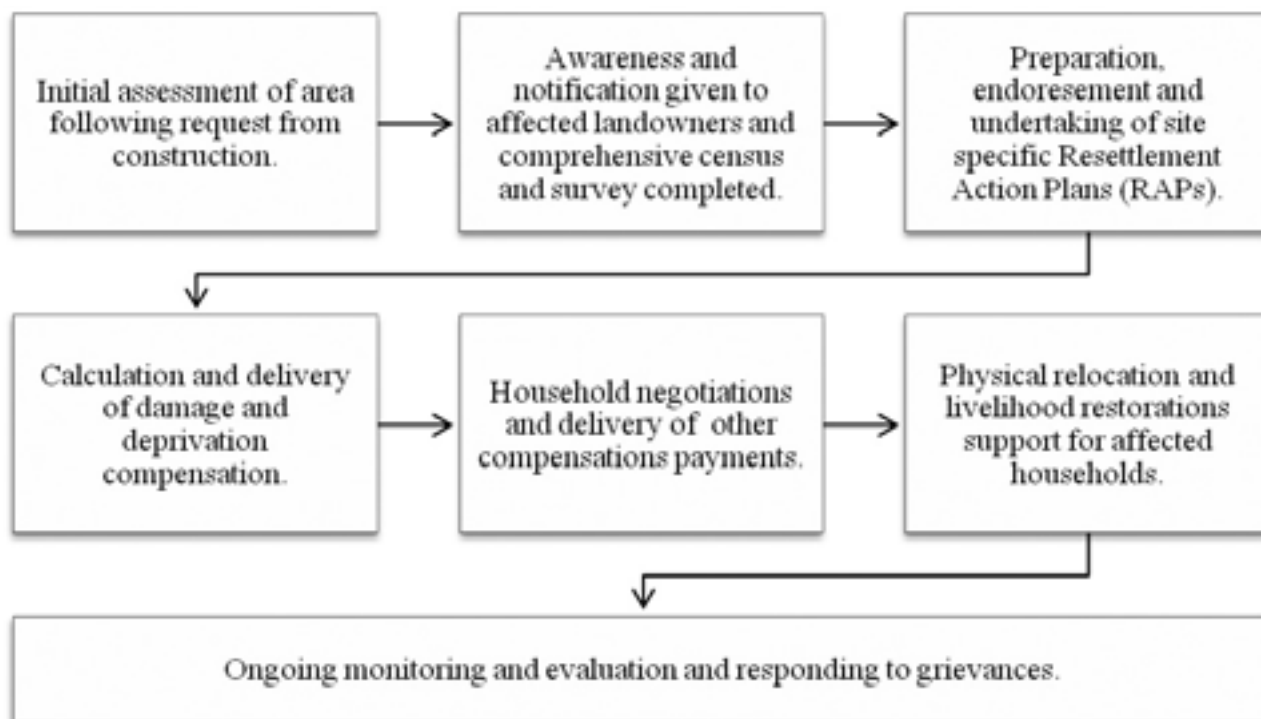 Initial assessment of area
following request from
construction.
Awareness and
notification given to
affected landowners and
comprehensive census
and survey completed.
Preparation,
endoresement and
undertaking of site
specific Resettlement
Action Plans (RAPs).
Calculation and delivery
of damage and
deprivation
compensation.
Household negotiations
and delivery of other
compensations payments.
Physical relocation and
livelihood restorations
support for affected
households.
Ongoing monitoring and evaluation and responding to grievances.